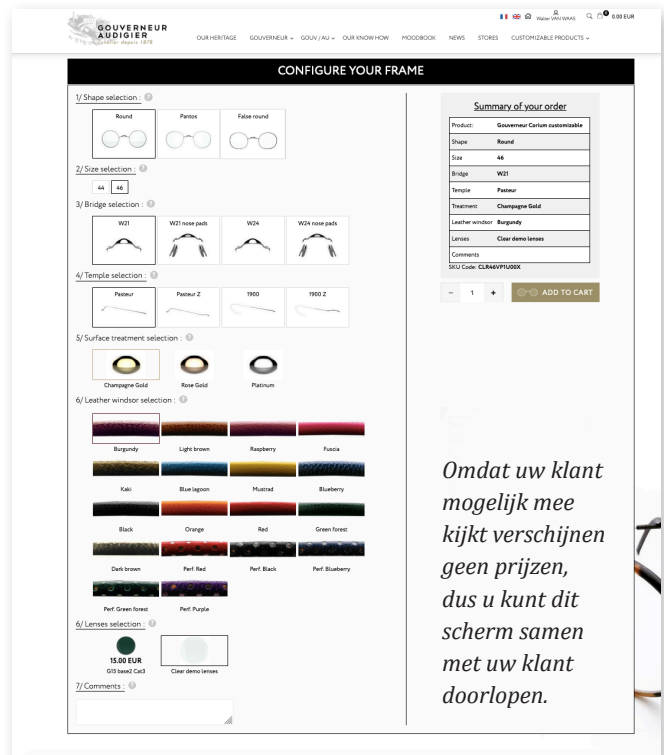 GOUVERNEUR
AUDIGIER
Atelier depuis 1878
Walter VAN WAAS
0
0.00 EUR
OUR HERITAGE GOUVERNEUR GOUV / AU OUR KNOW HOW MOODBOOK NEWS STORES CUSTOMIZABLE PRODUCTS
CONFIGURE YOUR FRAME
1/ Shape selection : ?
Round Pantos False round
2/ Size selection : ?
44 46
3/ Bridge selection : ?
W21 W21 nose pads W24 W24 nose pads
4/ Temple selection : ?
Pasteur Pasteur Z 1900 1900 Z
5/ Surface treatment selection : ?
Champagne Gold Rose Gold Platinum
6/ Leather windsor selection : ?
Burgundy Light brown Raspberry Fuscia
Kaki Blue lagoon Mustrad Blueberry
Black Orange Red Green forest
Dark brown Perf. Red Perf. Black Perf. Blueberry
Perf. Green forest Perf. Purple
6/ Lenses selection : ?
15.00 EUR
G15 base2 Cat3 Clear demo lenses
7/ Comments : ?
Summary of your order
Product: Gouverneur Corium customizable
Shape Round
Size 46
Bridge W21
Temple Pasteur
Treatment Champagne Gold
Leather windsor Burgundy
Lenses Clear demo lenses
Comments
SKU Code: CLR46VP1U00X
− 1 + ADD TO CART
Omdat uw klant
mogelijk mee
kijkt verschijnen
geen prijzen,
dus u kunt dit
scherm samen
met uw klant
doorlopen.